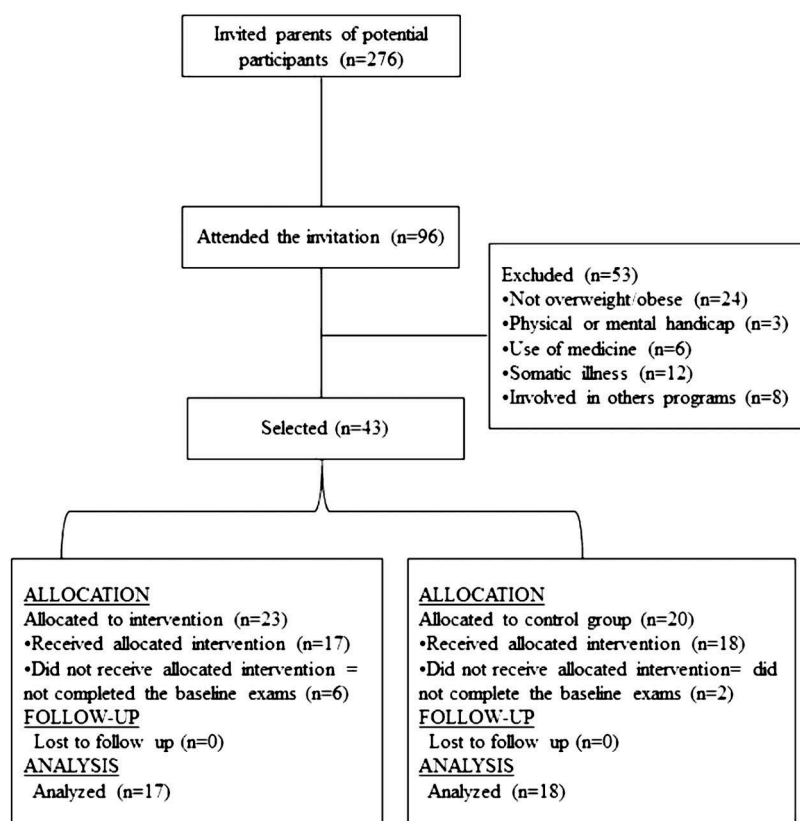 Invited parents of potential
participants (n=276)
Attended the invitation (n=96)
Excluded (n=53)
•Not overweight/obese (n=24)
•Physical or mental handicap (n=3)
•Use of medicine (n=6)
•Somatic illness (n=12)
•Involved in others programs (n=8)
Selected (n=43)
ALLOCATION
Allocated to intervention (n=23)
•Received allocated intervention (n=17)
•Did not receive allocated intervention =
not completed the baseline exams (n=6)
FOLLOW-UP
Lost to follow up (n=0)
ANALYSIS
Analyzed (n=17)
ALLOCATION
Allocated to control group (n=20)
•Received allocated intervention (n=18)
•Did not receive allocated intervention= did
not complete the baseline exams (n=2)
FOLLOW-UP
Lost to follow up (n=0)
ANALYSIS
Analyzed (n=18)